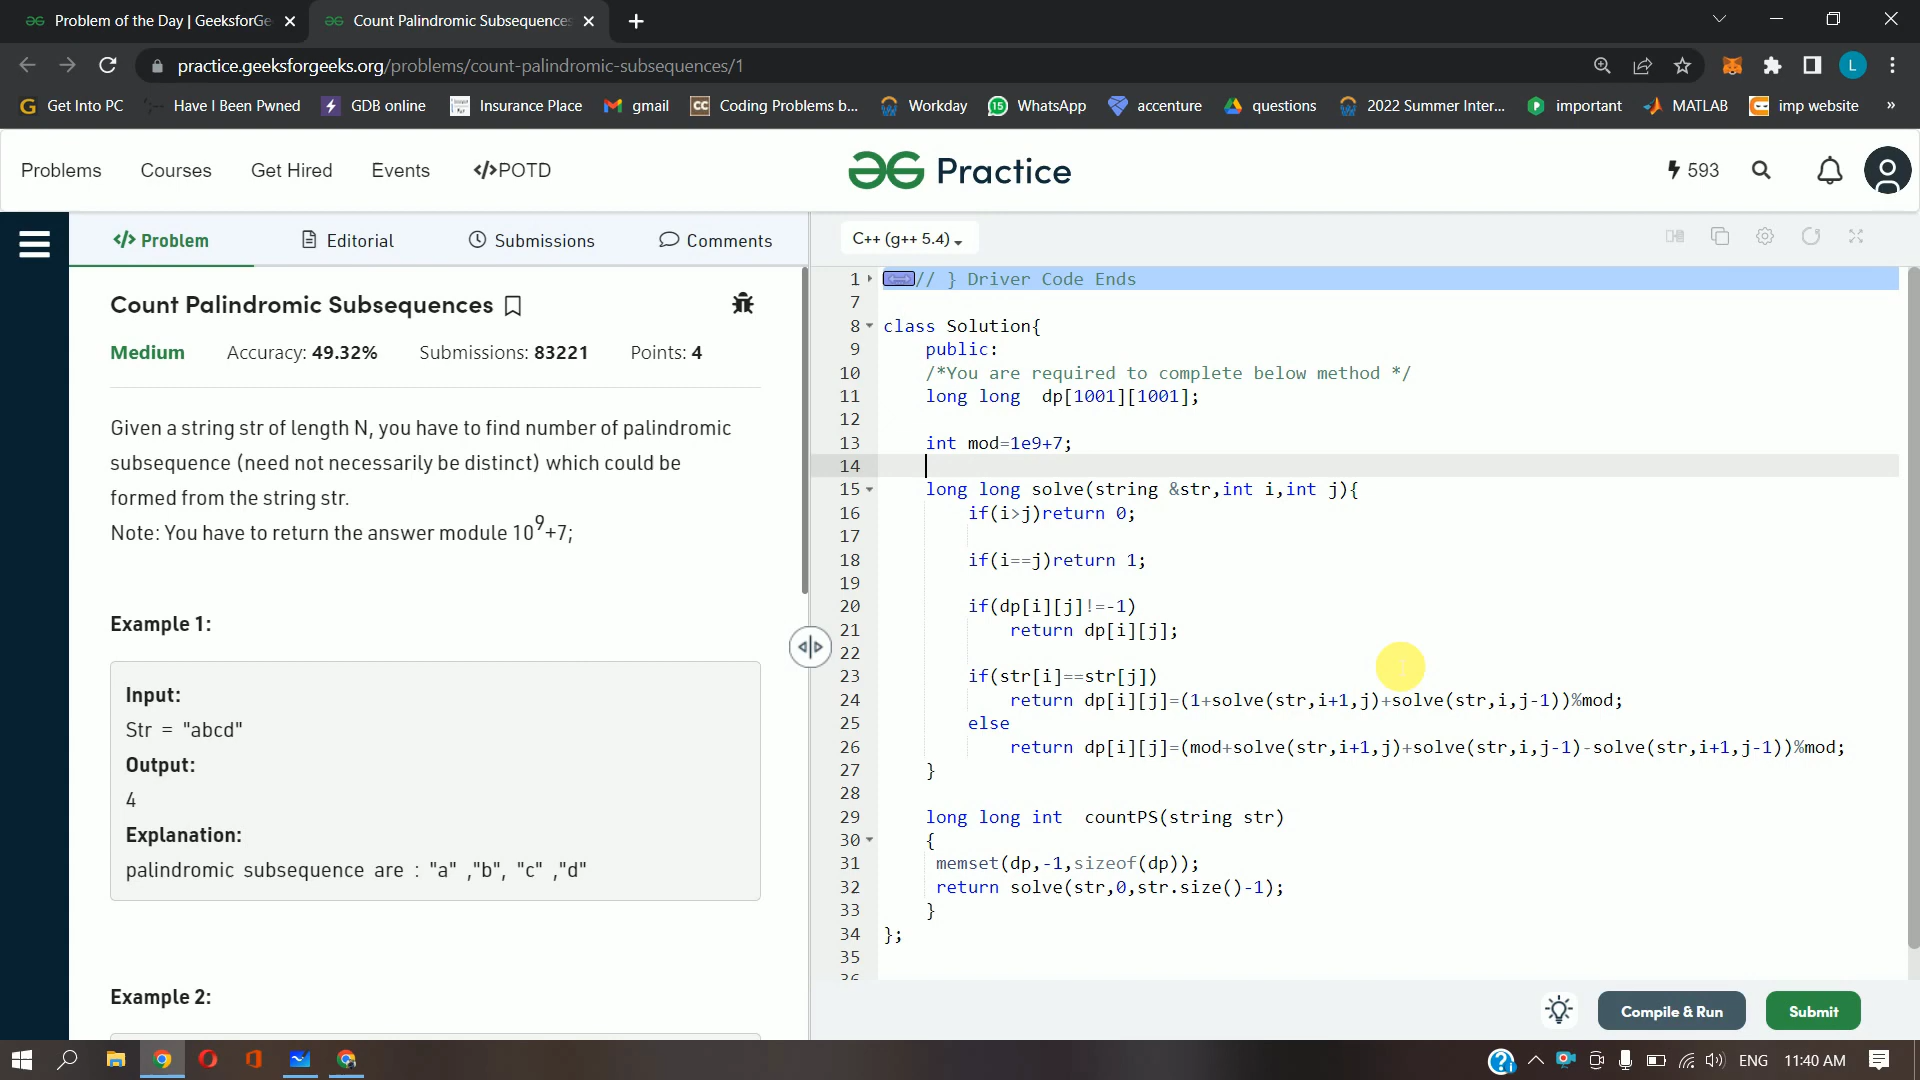 Problem of the Day | GeeksforGe
Count Palindromic Subsequences
practice.geeksforgeeks.org/problems/count-palindromic-subsequences/1
L
Get Into PC
Have I Been Pwned
GDB online
Insurance Place
gmail
CC Coding Problems b...
Workday
15 WhatsApp
accenture
questions
2022 Summer Inter...
important
MATLAB
imp website
»
Problems
Courses
Get Hired
Events
</>POTD
Practice
593
</> Problem
Editorial
Submissions
Comments
C++ (g++ 5.4)
Count Palindromic Subsequences
Medium Accuracy: 49.32% Submissions: 83221 Points: 4
Given a string str of length N, you have to find number of palindromic
subsequence (need not necessarily be distinct) which could be
formed from the string str.
Note: You have to return the answer module 10^9+7;
Example 1:
Input:
Str = "abcd"
Output:
4
Explanation:
palindromic subsequence are : "a" ,"b", "c" ,"d"
Example 2:
1 // } Driver Code Ends
7
8 class Solution{
9 public:
10 /*You are required to complete below method */
11 long long  dp[1001][1001];
12
13 int mod=1e9+7;
14
15 long long solve(string &str,int i,int j){
16 if(i>j)return 0;
17
18 if(i==j)return 1;
19
20 if(dp[i][j]!=-1)
21 return dp[i][j];
22
23 if(str[i]==str[j])
24 return dp[i][j]=(1+solve(str,i+1,j)+solve(str,i,j-1))%mod;
25 else
26 return dp[i][j]=(mod+solve(str,i+1,j)+solve(str,i,j-1)-solve(str,i+1,j-1))%mod;
27 }
28
29 long long int  countPS(string str)
30 {
31 memset(dp,-1,sizeof(dp));
32 return solve(str,0,str.size()-1);
33 }
34 };
35
36
Compile & Run
Submit
ENG
11:40 AM